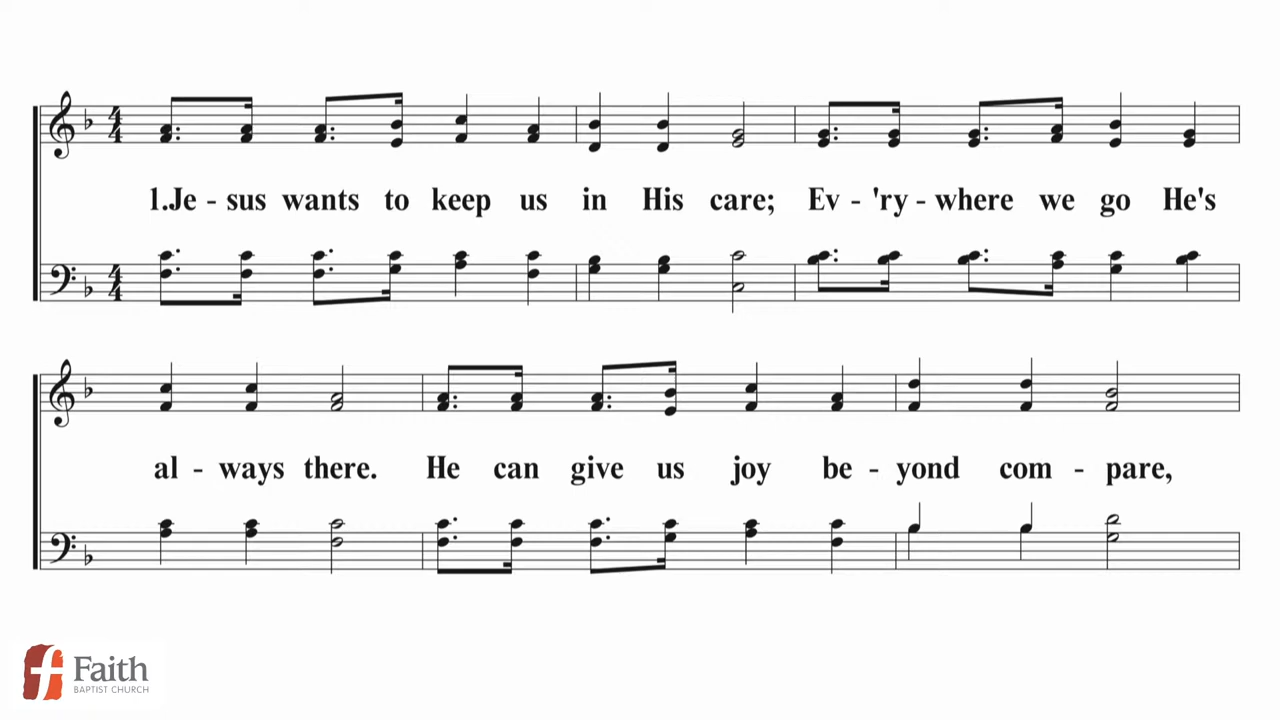 1.Je - sus wants to keep us in His care; Ev - 'ry - where we go He's
al - ways there. He can give us joy be - yond com - pare,
Faith
BAPTIST CHURCH